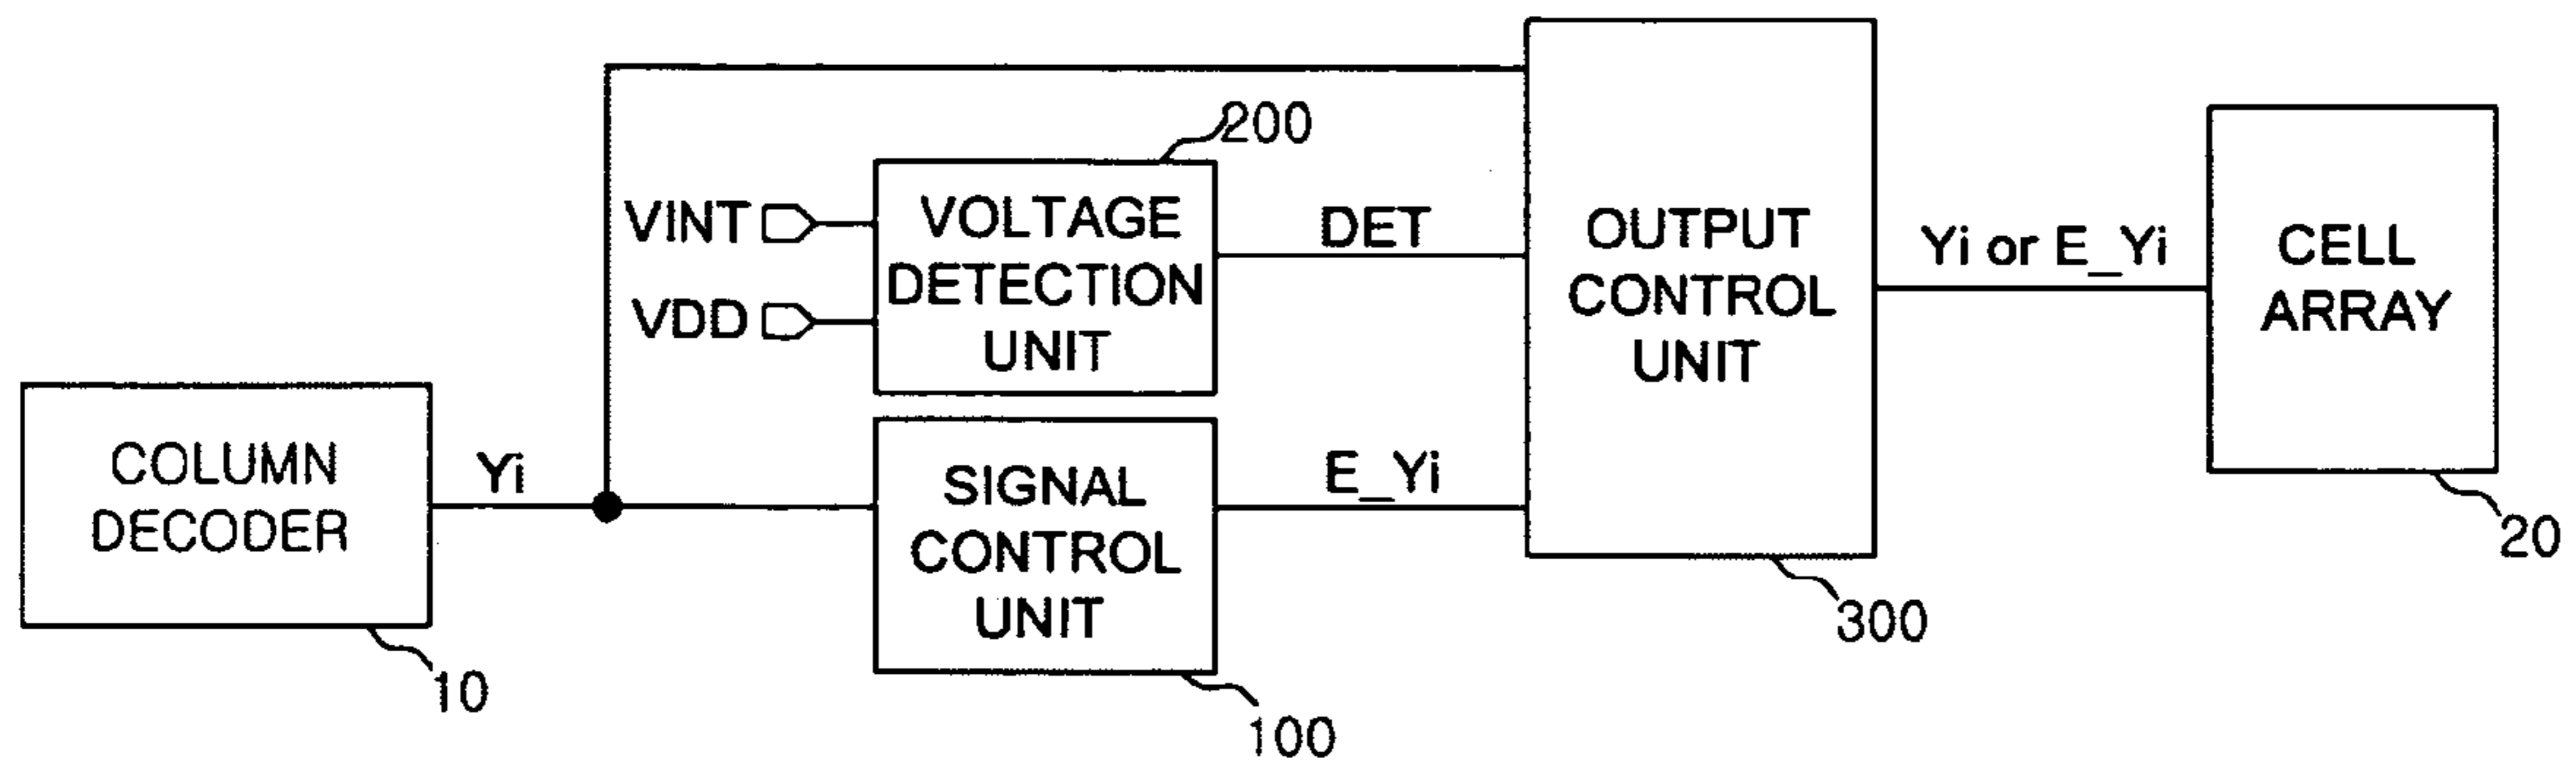 200
VINT
VDD
VOLTAGE
DETECTION
UNIT
DET
OUTPUT
CONTROL
UNIT
Yi or E_Yi
CELL
ARRAY
20
COLUMN
DECODER
10
Yi
SIGNAL
CONTROL
UNIT
100
E_Yi
300